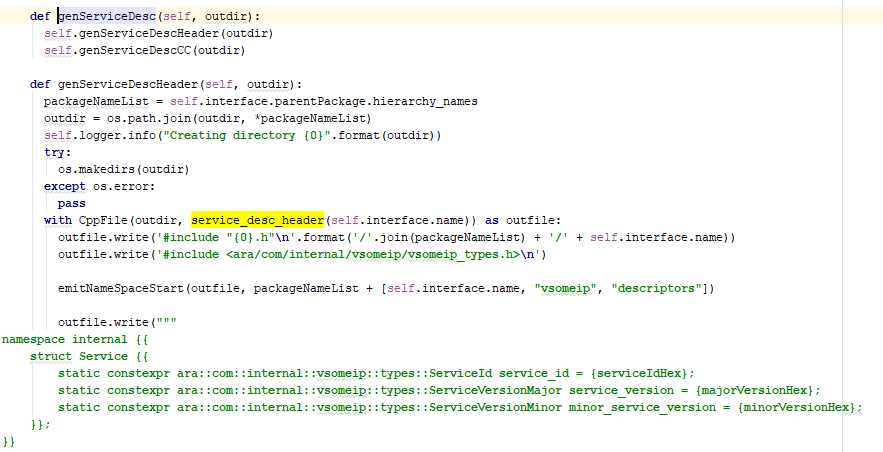 def genServiceDesc(self, outdir):
    self.genServiceDescHeader(outdir)
    self.genServiceDescCC(outdir)

def genServiceDescHeader(self, outdir):
    packageNameList = self.interface.parentPackage.hierarchy_names
    outdir = os.path.join(outdir, *packageNameList)
    self.logger.info("Creating directory {0}".format(outdir))
    try:
        os.makedirs(outdir)
    except os.error:
        pass
    with CppFile(outdir, service_desc_header(self.interface.name)) as outfile:
        outfile.write('#include "{0}.h"\n'.format('/'.join(packageNameList) + '/' + self.interface.name))
        outfile.write('#include <ara/com/internal/vsomeip/vsomeip_types.h>\n')

        emitNameSpaceStart(outfile, packageNameList + [self.interface.name, "vsomeip", "descriptors"])

        outfile.write("""
namespace internal {{
    struct Service {{
        static constexpr ara::com::internal::vsomeip::types::ServiceId service_id = {serviceIdHex};
        static constexpr ara::com::internal::vsomeip::types::ServiceVersionMajor service_version = {majorVersionHex};
        static constexpr ara::com::internal::vsomeip::types::ServiceVersionMinor minor_service_version = {minorVersionHex};
    }};
}}